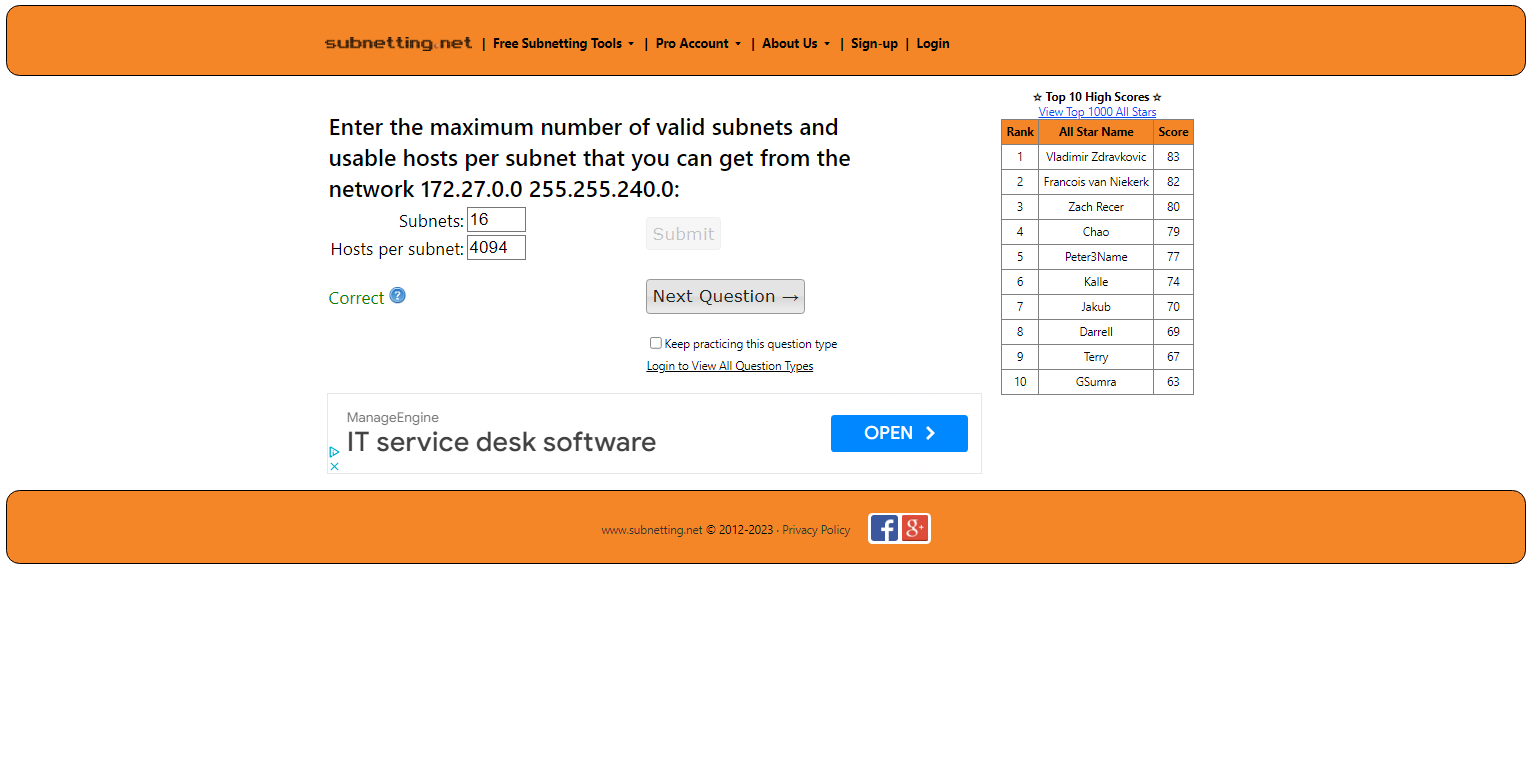 subnetting.net | Free Subnetting Tools | Pro Account | About Us | Sign-up | Login
Enter the maximum number of valid subnets and
usable hosts per subnet that you can get from the
network 172.27.0.0 255.255.240.0:
Subnets: 16
Hosts per subnet: 4094
Submit
Correct ?
Next Question →
Keep practicing this question type
Login to View All Question Types
☆ Top 10 High Scores ☆
View Top 1000 All Stars
Rank All Star Name Score
1 Vladimir Zdravkovic 83
2 Francois van Niekerk 82
3 Zach Recer 80
4 Chao 79
5 Peter3Name 77
6 Kalle 74
7 Jakub 70
8 Darrell 69
9 Terry 67
10 GSumra 63
ManageEngine
IT service desk software
OPEN
www.subnetting.net © 2012-2023 · Privacy Policy
f g+